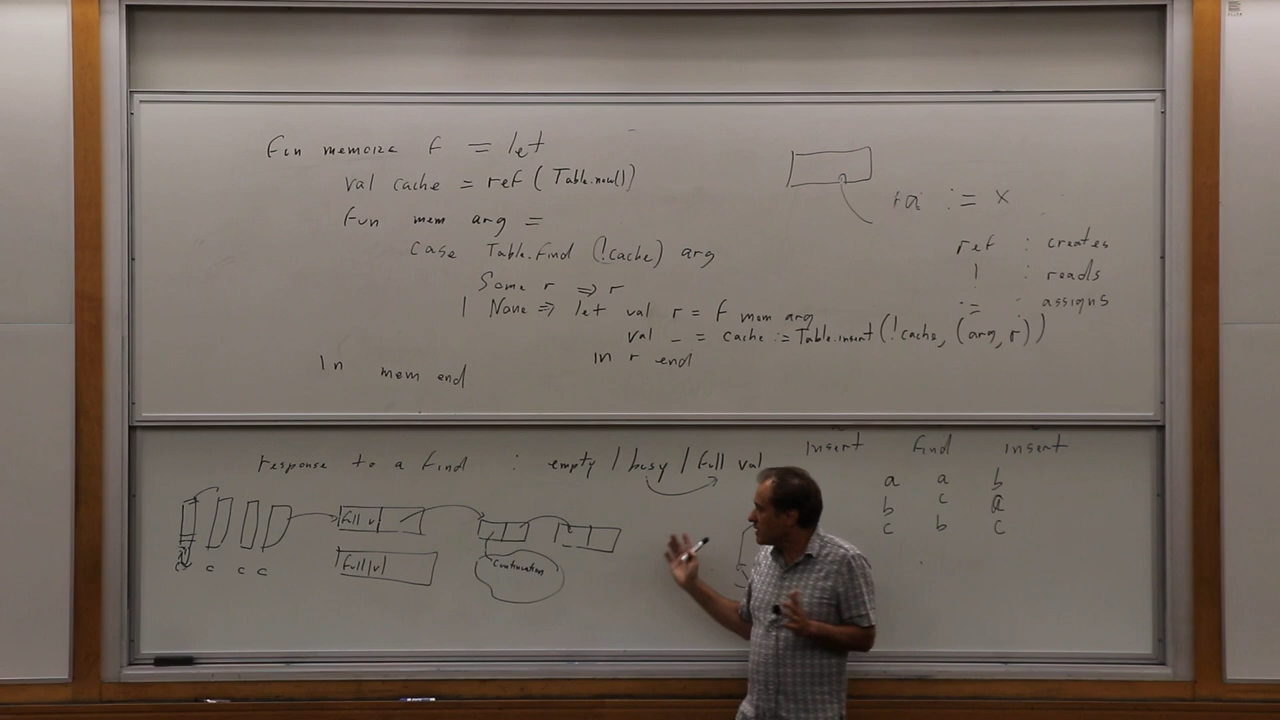 Fun memoize f = let
val cache = ref (Table.new())
Fun mem arg =
case Table.find (!cache) arg
Some r => r
| None => let val r = f mem arg
val _ = cache := Table.insert (!cache, (arg, r))
in r end
In mem end
ra := x
ref : creates
! : reads
:= : assigns
response to a find : empty / busy / full val
full v
full v
Continuation
c c c c
insert find insert
a a b
b c a
c b c